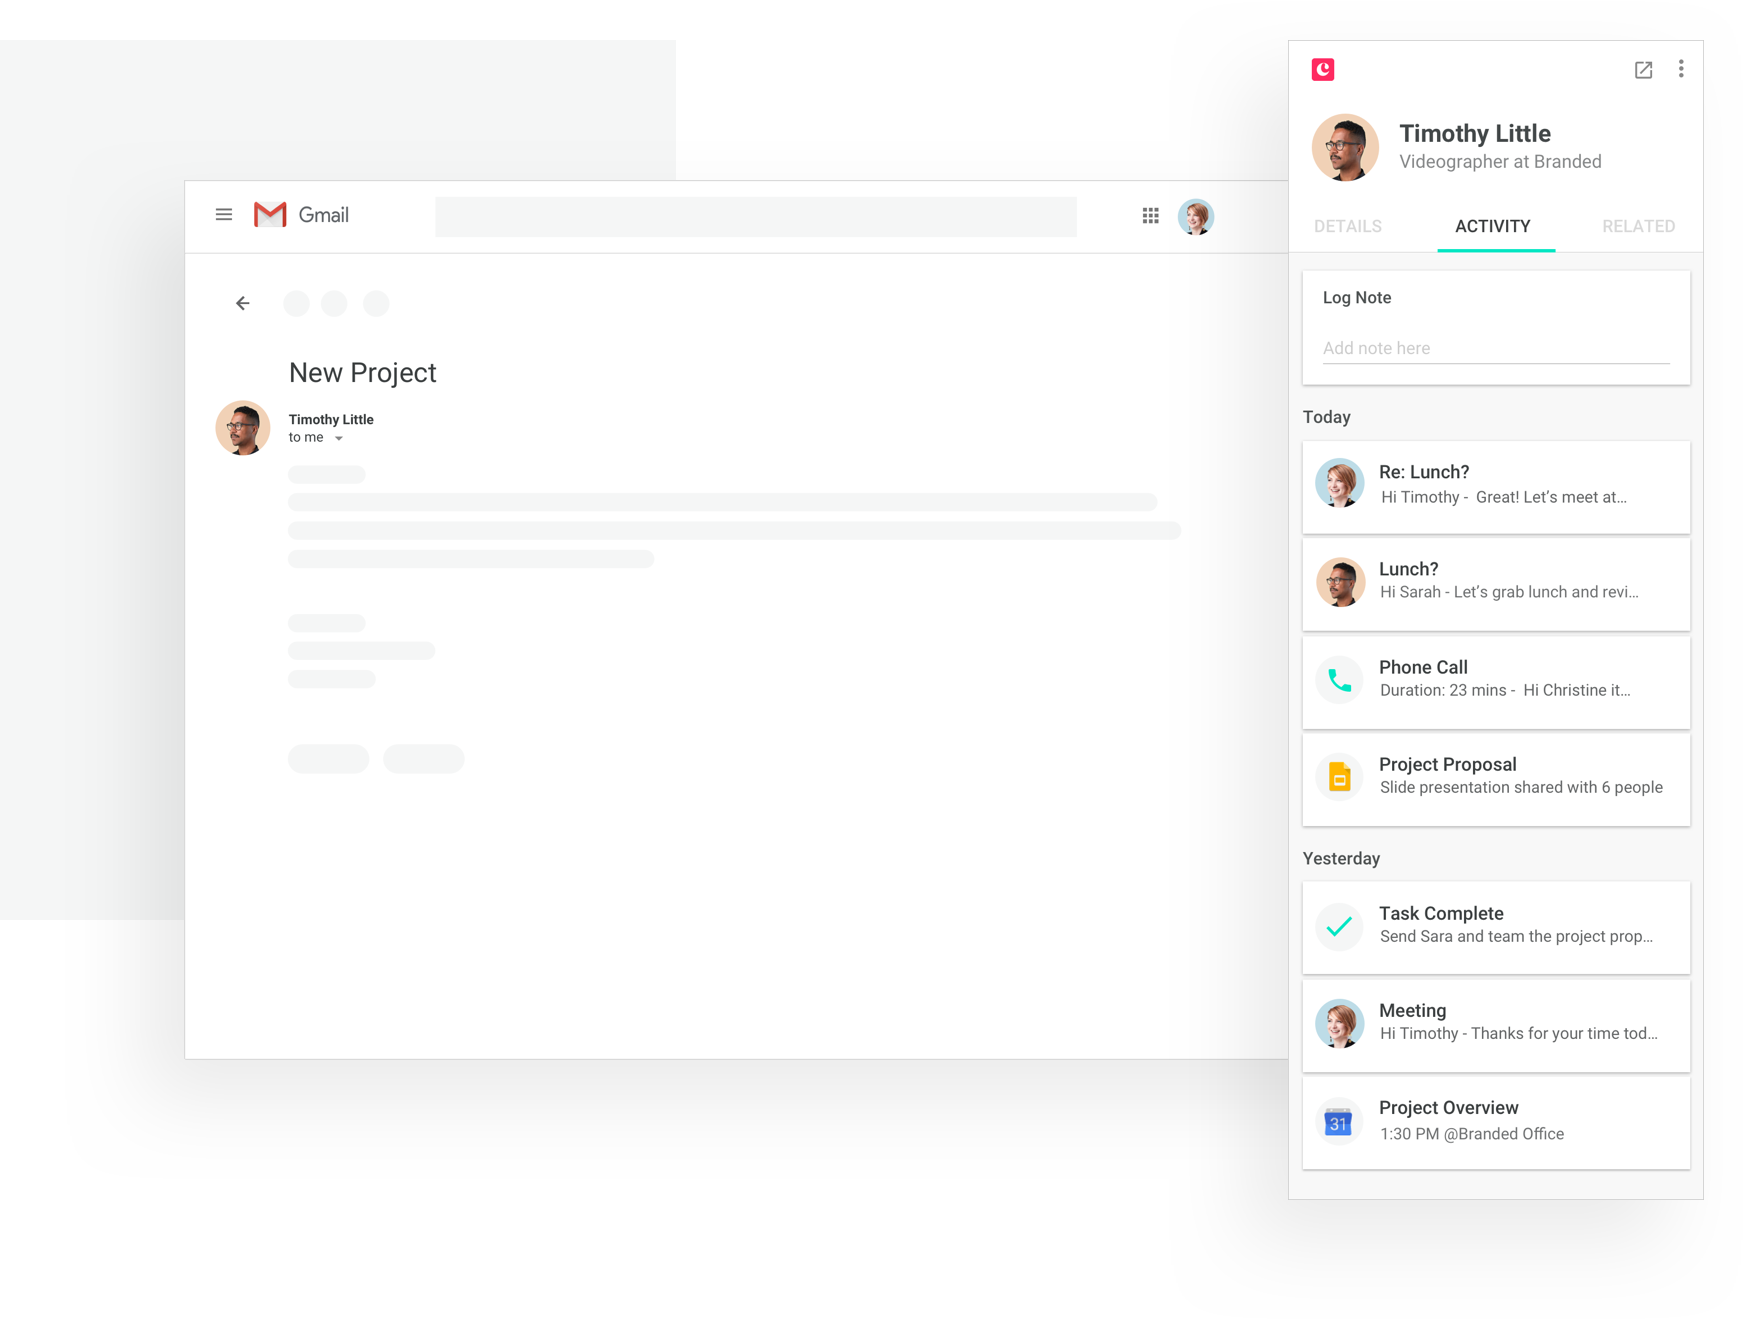 Gmail
New Project
Timothy Little
to me
Timothy Little
Videographer at Branded
DETAILS
ACTIVITY
RELATED
Log Note
Add note here
Today
Re: Lunch?
Hi Timothy - Great! Let’s meet at...
Lunch?
Hi Sarah - Let’s grab lunch and revi...
Phone Call
Duration: 23 mins - Hi Christine it...
Project Proposal
Slide presentation shared with 6 people
Yesterday
Task Complete
Send Sara and team the project prop...
Meeting
Hi Timothy - Thanks for your time tod...
31
Project Overview
1:30 PM @Branded Office